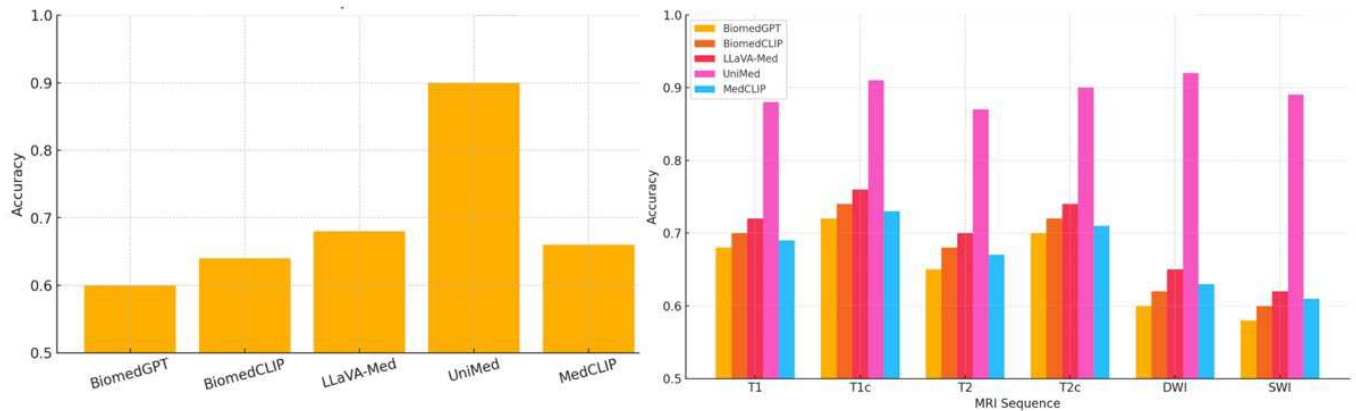 1.0
0.9
0.8
0.7
0.6
0.5
Accuracy
BiomedGPT
BiomedCLIP
LLaVA-Med
UniMed
MedCLIP
1.0
0.9
0.8
0.7
0.6
0.5
Accuracy
BiomedGPT
BiomedCLIP
LLaVA-Med
UniMed
MedCLIP
T1
T1c
T2
T2c
DWI
SWI
MRI Sequence